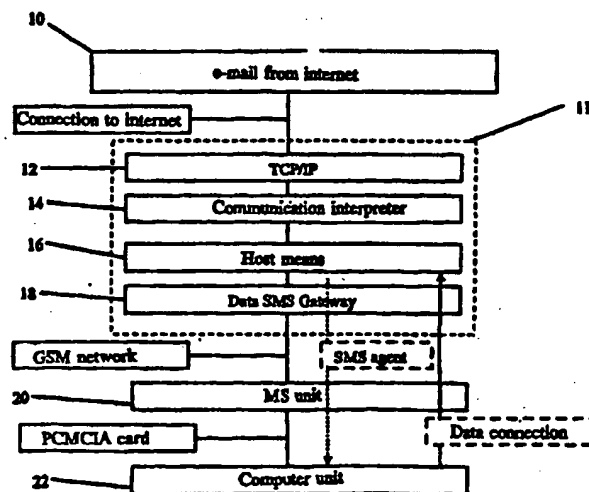 10
e-mail from internet
Connection to internet
11
12
TCP/IP
14
Communication interpreter
16
Host means
18
Data SMS Gateway
GSM network
SMS agent
20
MS unit
PCMCIA card
Data connection
22
Computer unit